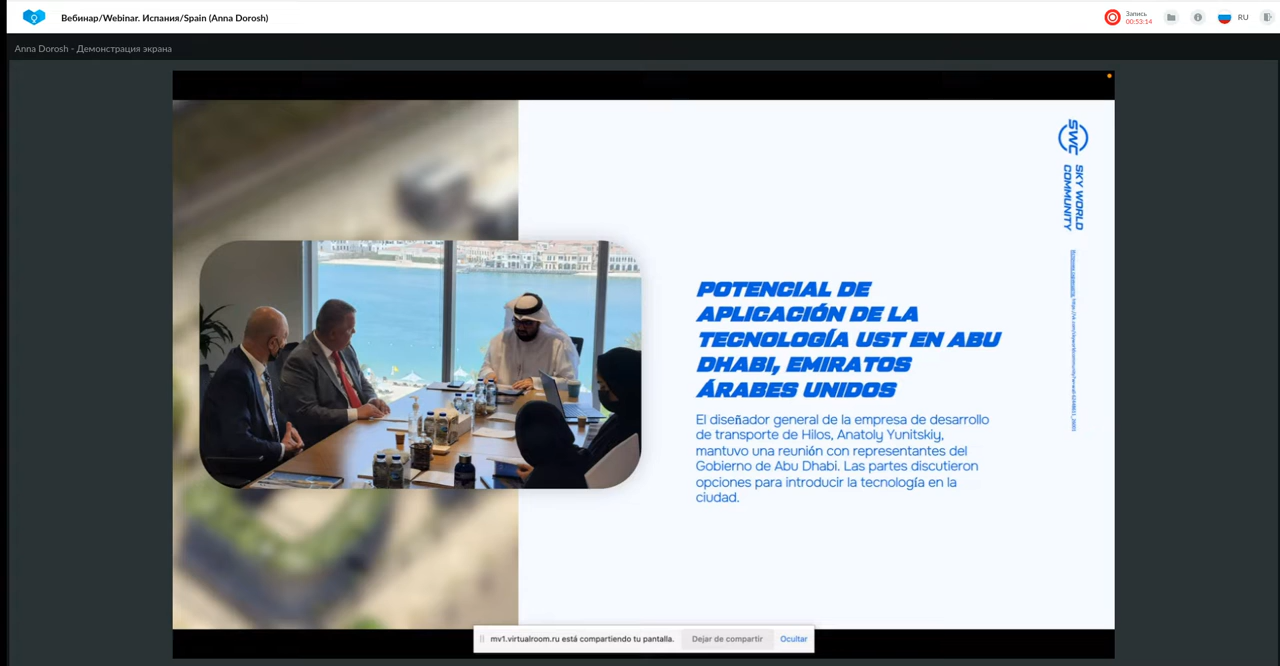 Вебинар/Webinar. Испания/Spain (Anna Dorosh)
Запись
00:53:14
RU
Anna Dorosh - Демонстрация экрана
SWC
SKY WORLD
COMMUNITY
POTENCIAL DE
APLICACIÓN DE LA
TECNOLOGÍA UST EN ABU
DHABI, EMIRATOS
ÁRABES UNIDOS
El diseñador general de la empresa de desarrollo
de transporte de Hilos, Anatoly Yunitskiy,
mantuvo una reunión con representantes del
Gobierno de Abu Dhabi. Las partes discutieron
opciones para introducir la tecnología en la
ciudad.
mv1.virtualroom.ru está compartiendo tu pantalla.
Dejar de compartir
Ocultar